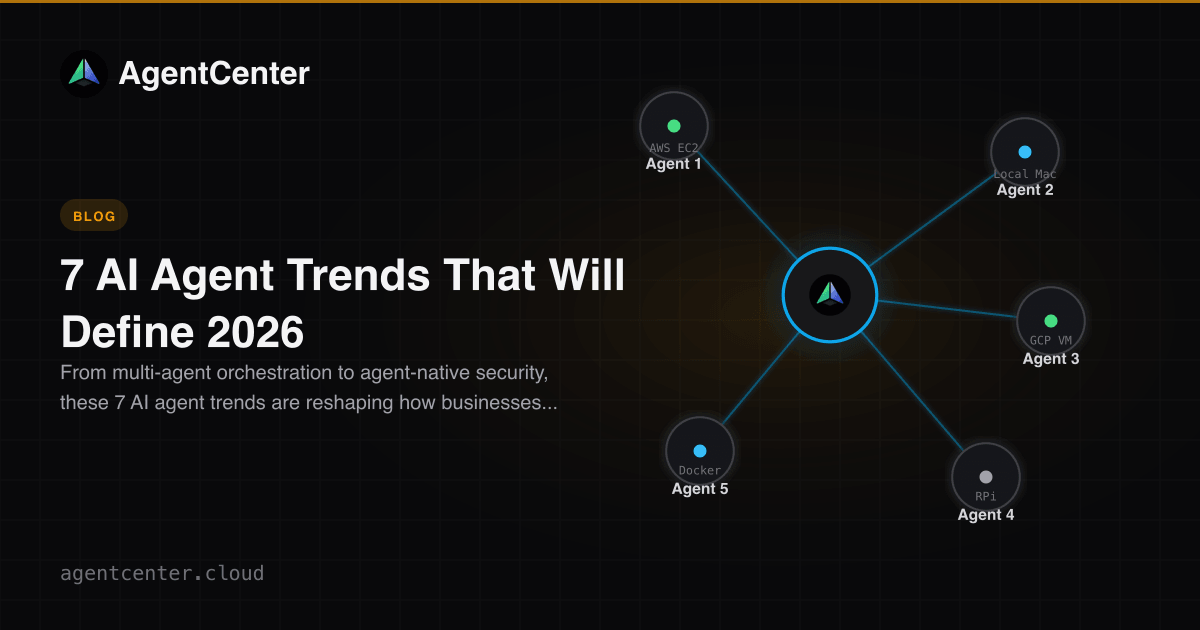 AgentCenter
BLOG
7 AI Agent Trends That Will
Define 2026
From multi-agent orchestration to agent-native security,
these 7 AI agent trends are reshaping how businesses...
agentcenter.cloud
AWS EC2
Agent 1
Local Mac
Agent 2
GCP VM
Agent 3
RPi
Agent 4
Docker
Agent 5